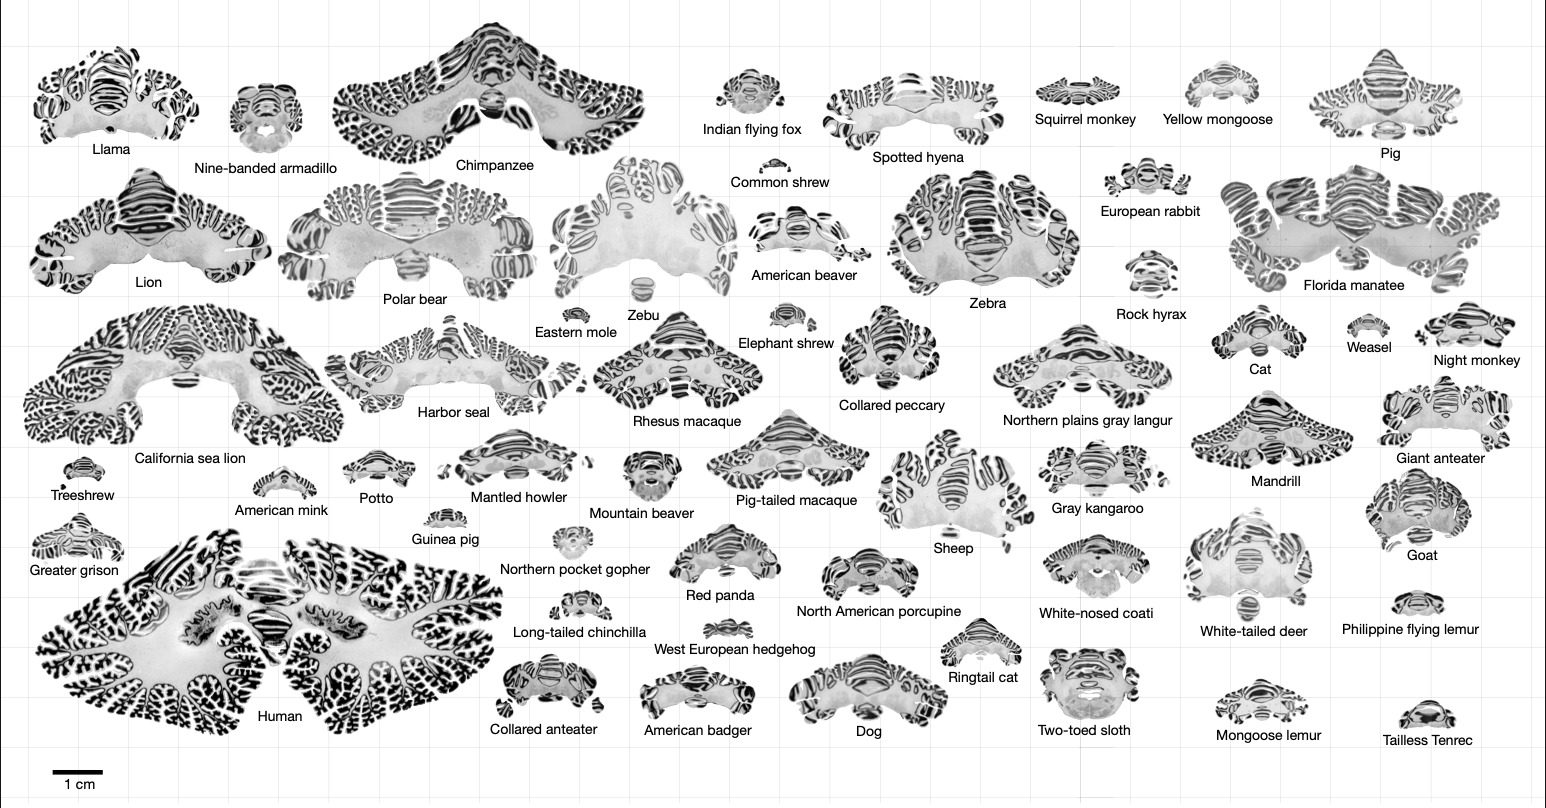 Llama
Nine-banded armadillo
Chimpanzee
Indian flying fox
Spotted hyena
Squirrel monkey
Yellow mongoose
Pig
Common shrew
European rabbit
Lion
Polar bear
Zebu
American beaver
Zebra
Rock hyrax
Florida manatee
Eastern mole
Elephant shrew
California sea lion
Harbor seal
Rhesus macaque
Collared peccary
Northern plains gray langur
Cat
Weasel
Night monkey
Treeshrew
American mink
Potto
Mantled howler
Mountain beaver
Pig-tailed macaque
Sheep
Gray kangaroo
Mandrill
Giant anteater
Greater grison
Guinea pig
Northern pocket gopher
Red panda
North American porcupine
White-nosed coati
White-tailed deer
Goat
Human
Long-tailed chinchilla
West European hedgehog
Ringtail cat
Philippine flying lemur
Collared anteater
American badger
Dog
Two-toed sloth
Mongoose lemur
Tailless Tenrec
1 cm